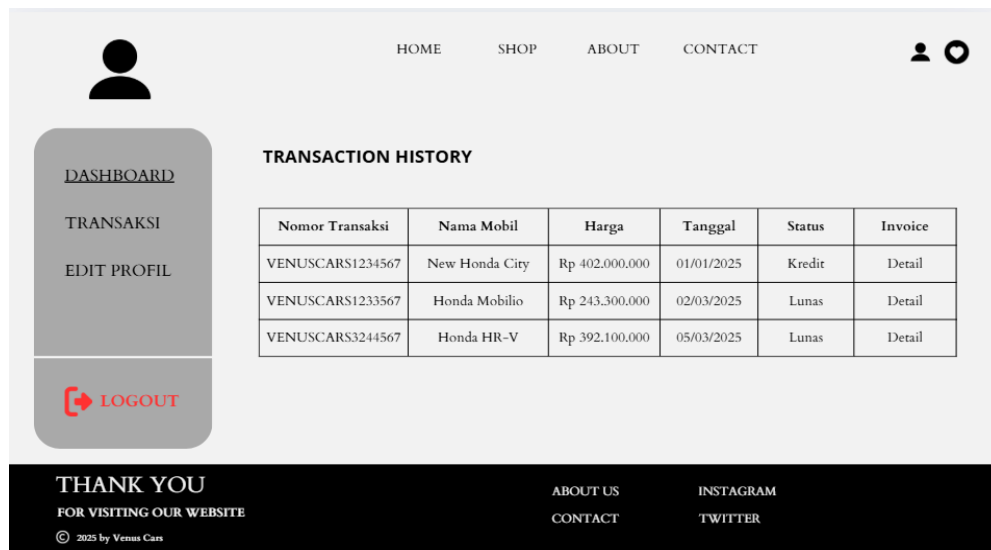 HOME SHOP ABOUT CONTACT
DASHBOARD
TRANSAKSI
EDIT PROFIL
LOGOUT
TRANSACTION HISTORY
Nomor Transaksi Nama Mobil Harga Tanggal Status Invoice
VENUSCARS1234567 New Honda City Rp 402.000.000 01/01/2025 Kredit Detail
VENUSCARS1233567 Honda Mobilio Rp 243.300.000 02/03/2025 Lunas Detail
VENUSCARS3244567 Honda HR-V Rp 392.100.000 05/03/2025 Lunas Detail
THANK YOU
FOR VISITING OUR WEBSITE
© 2025 by Venus Cars
ABOUT US INSTAGRAM
CONTACT TWITTER